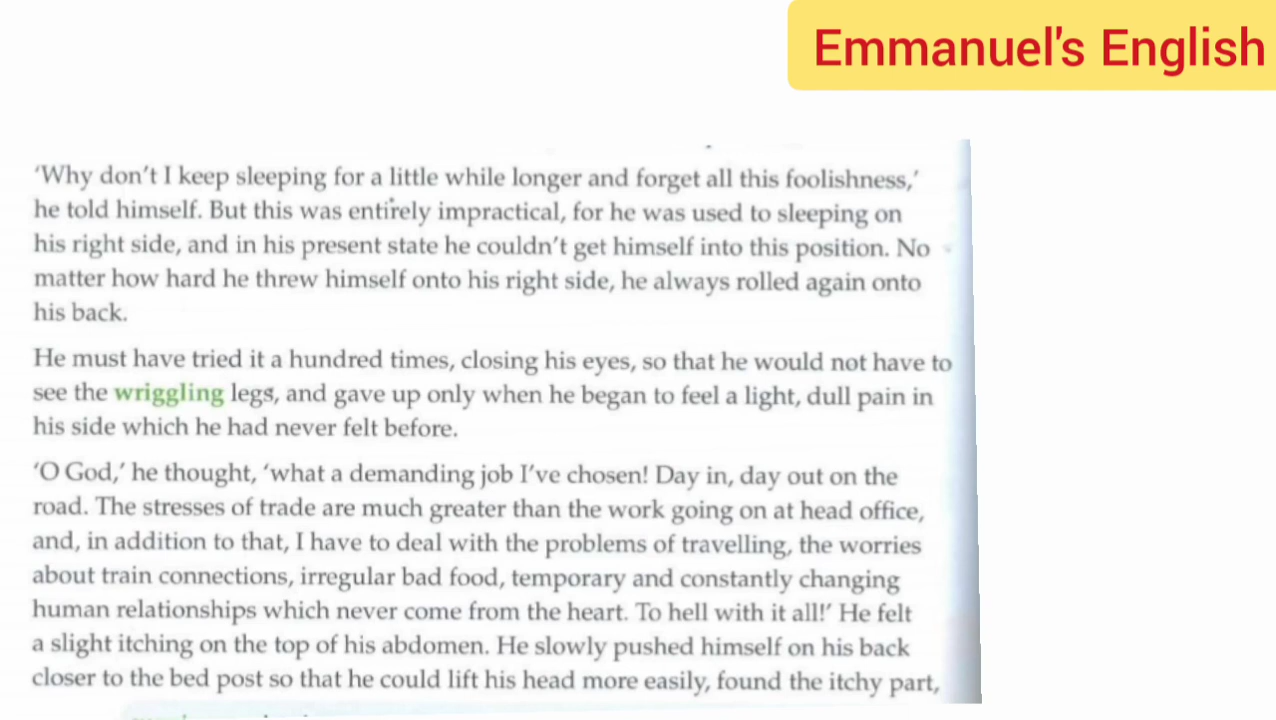 Emmanuel's English
‘Why don’t I keep sleeping for a little while longer and forget all this foolishness,’
he told himself. But this was entirely impractical, for he was used to sleeping on
his right side, and in his present state he couldn’t get himself into this position. No
matter how hard he threw himself onto his right side, he always rolled again onto
his back.
He must have tried it a hundred times, closing his eyes, so that he would not have to
see the wriggling legs, and gave up only when he began to feel a light, dull pain in
his side which he had never felt before.
‘O God,’ he thought, ‘what a demanding job I’ve chosen! Day in, day out on the
road. The stresses of trade are much greater than the work going on at head office,
and, in addition to that, I have to deal with the problems of travelling, the worries
about train connections, irregular bad food, temporary and constantly changing
human relationships which never come from the heart. To hell with it all!’ He felt
a slight itching on the top of his abdomen. He slowly pushed himself on his back
closer to the bed post so that he could lift his head more easily, found the itchy part,